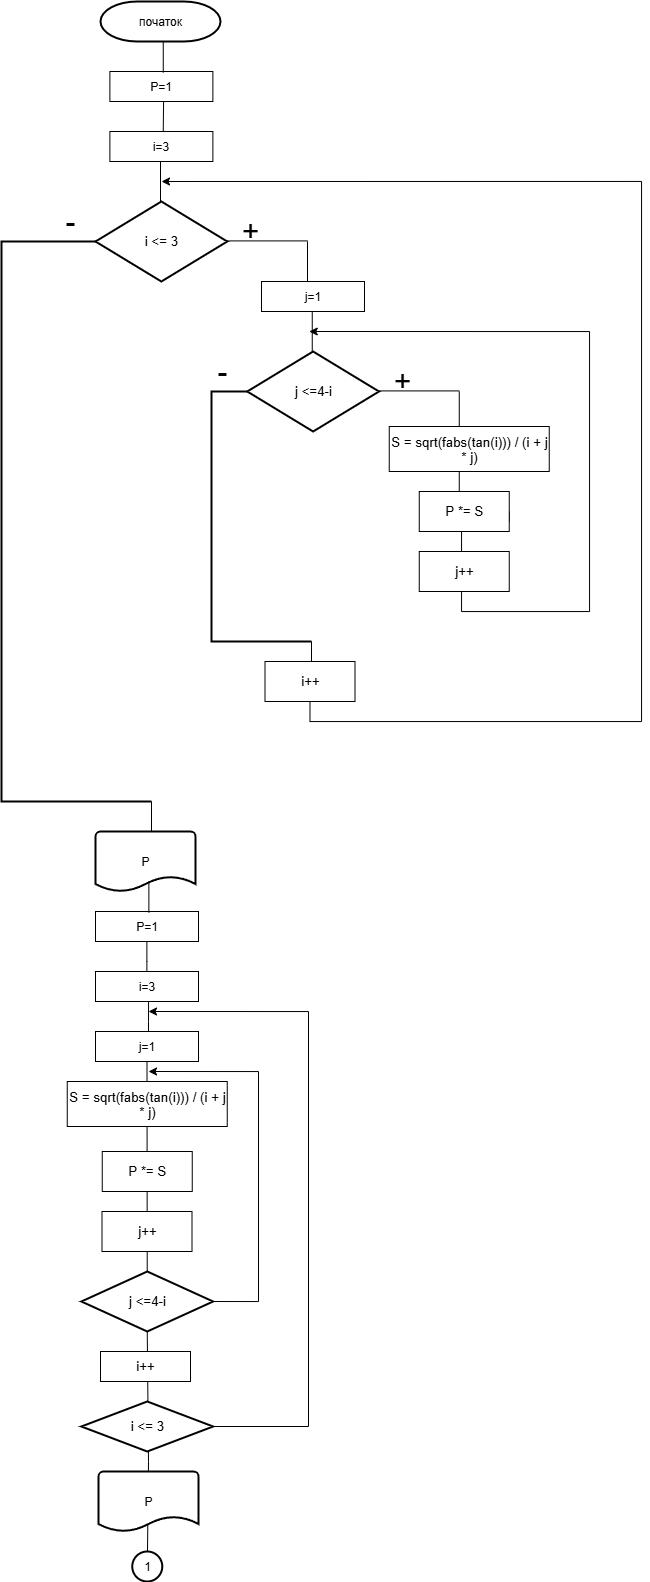 початок
P=1
i=3
i <= 3
-
+
j=1
j <=4-i
-
+
S = sqrt(fabs(tan(i))) / (i + j
* j)
P *= S
j++
i++
P
P=1
i=3
j=1
S = sqrt(fabs(tan(i))) / (i + j
* j)
P *= S
j++
j <=4-i
i++
i <= 3
P
1